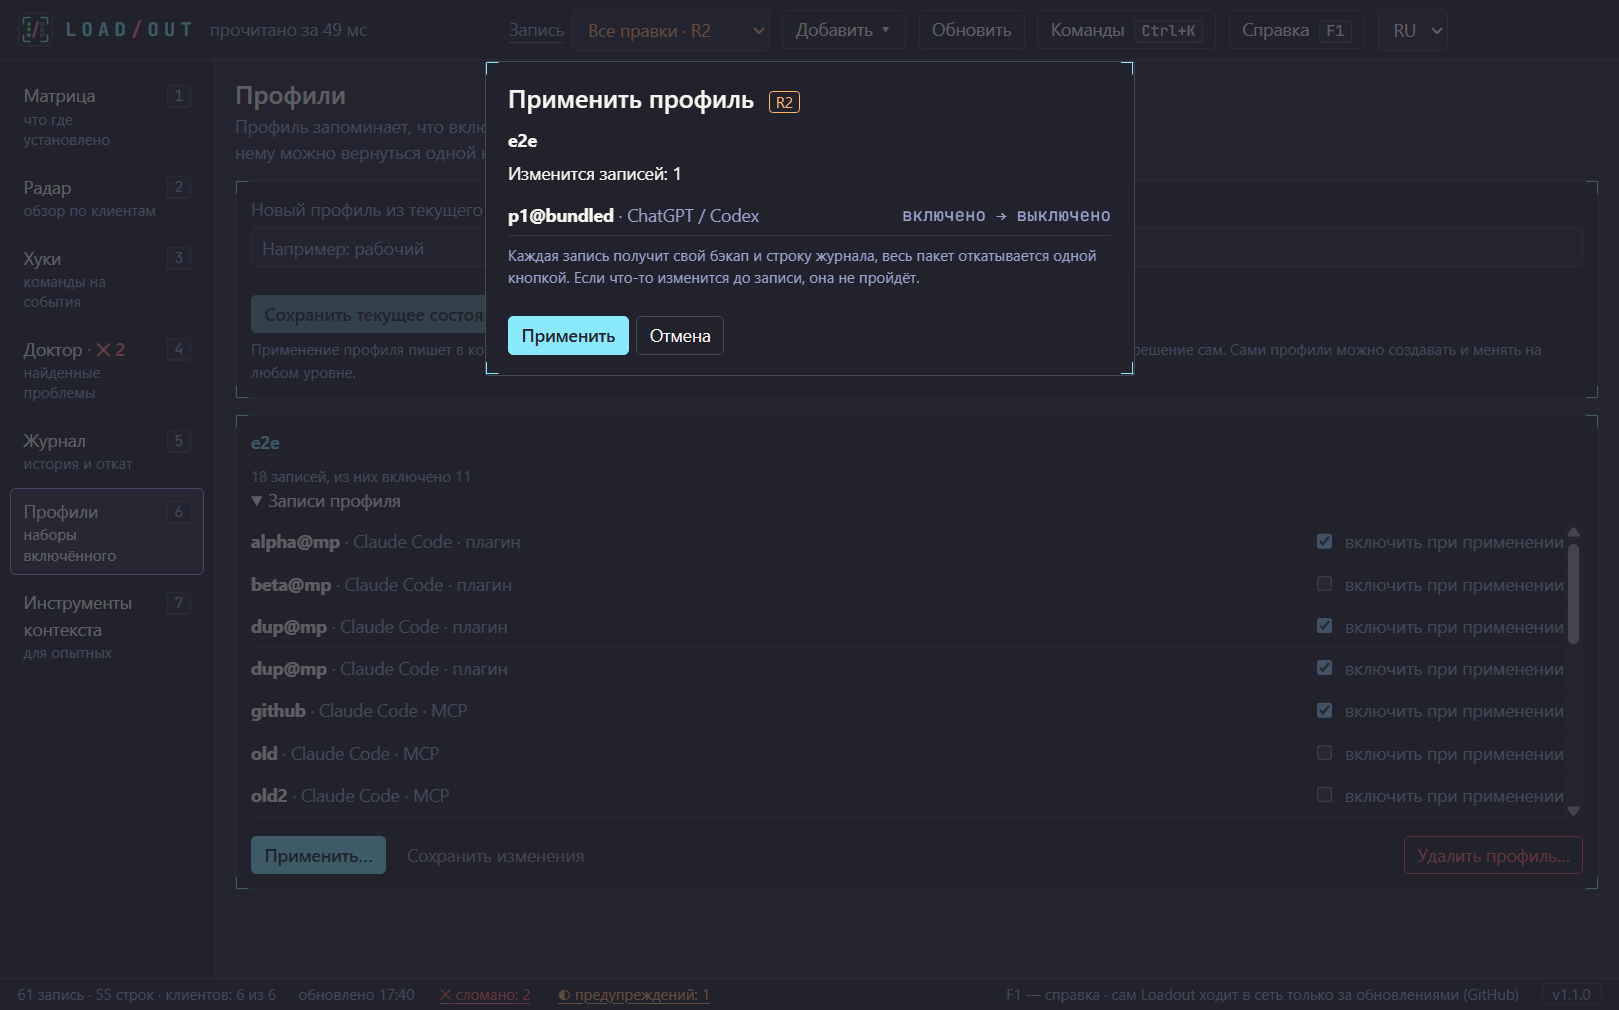 LOAD/OUT прочитано за 49 мс Запись Все правки · R2 Добавить ▾ Обновить Команды Ctrl+K Справка F1 RU
Матрица 1
что где
установлено
Радар 2
обзор по клиентам
Хуки 3
команды на
события
Доктор · ✕ 2 4
найденные
проблемы
Журнал 5
история и откат
Профили 6
наборы
включённого
Инструменты 7
контекста
для опытных
Профили
Профиль запоминает, что вклю
нему можно вернуться одной к
Новый профиль из текущего
Например: рабочий
Сохранить текущее состоя
Применение профиля пишет в ко
решение сам. Сами профили можно создавать и менять на
любом уровне.
Применить профиль R2
e2e
Изменится записей: 1
p1@bundled · ChatGPT / Codex включено → выключено
Каждая запись получит свой бэкап и строку журнала, весь пакет откатывается одной
кнопкой. Если что-то изменится до записи, она не пройдёт.
Применить Отмена
e2e
18 записей, из них включено 11
▼ Записи профиля
alpha@mp · Claude Code · плагин включить при применении
beta@mp · Claude Code · плагин включить при применении
dup@mp · Claude Code · плагин включить при применении
dup@mp · Claude Code · плагин включить при применении
github · Claude Code · MCP включить при применении
old · Claude Code · MCP включить при применении
old2 · Claude Code · MCP включить при применении
Применить... Сохранить изменения Удалить профиль...
61 запись · 55 строк · клиентов: 6 из 6 обновлено 17:40 ✕ сломано: 2 ◐ предупреждений: 1 F1 — справка · сам Loadout ходит в сеть только за обновлениями (GitHub) v1.1.0